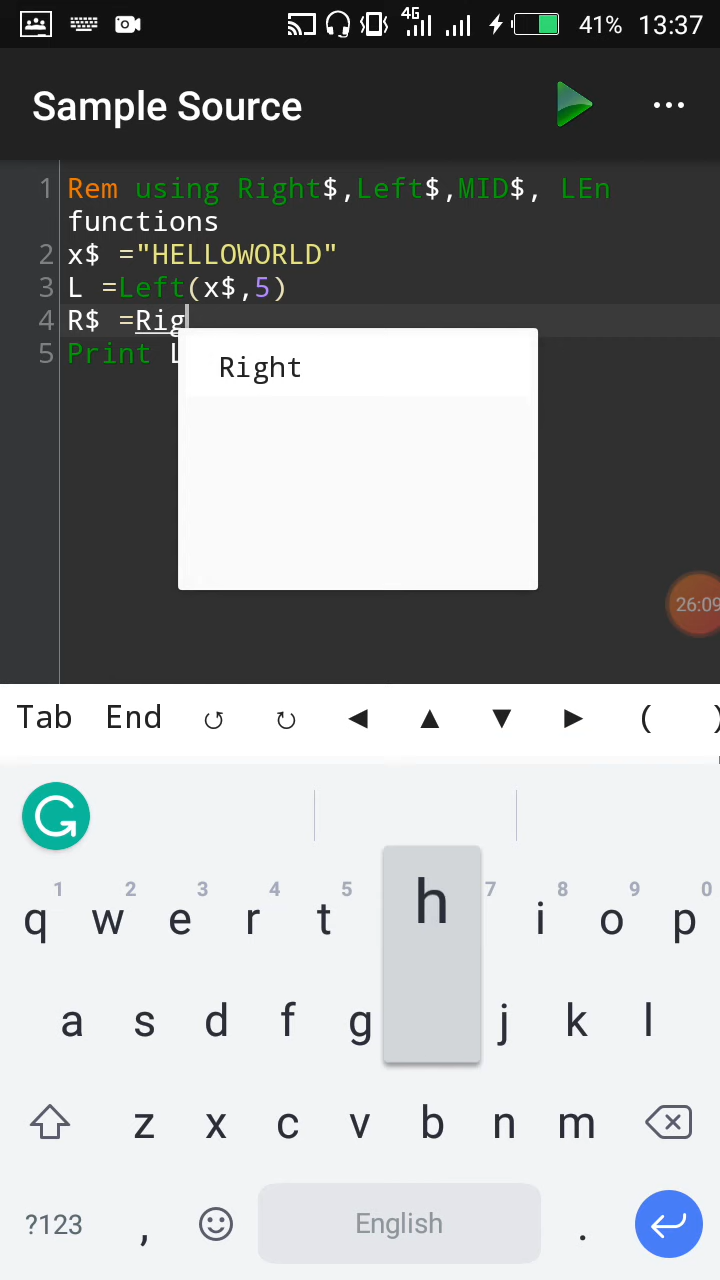 4G 41% 13:37
Sample Source
1 Rem using Right$,Left$,MID$, LEn
functions
2 x$ ="HELLOWORLD"
3 L =Left(x$,5)
4 R$ =Rig
5 Print L
Right
26:09
Tab End ↺ ↻ ◀ ▲ ▼ ▶ ( )
G
1 2 3 4 5 7 8 9 0
q w e r t i o p
h
a s d f g j k l
z x c v b n m
?123 , English .